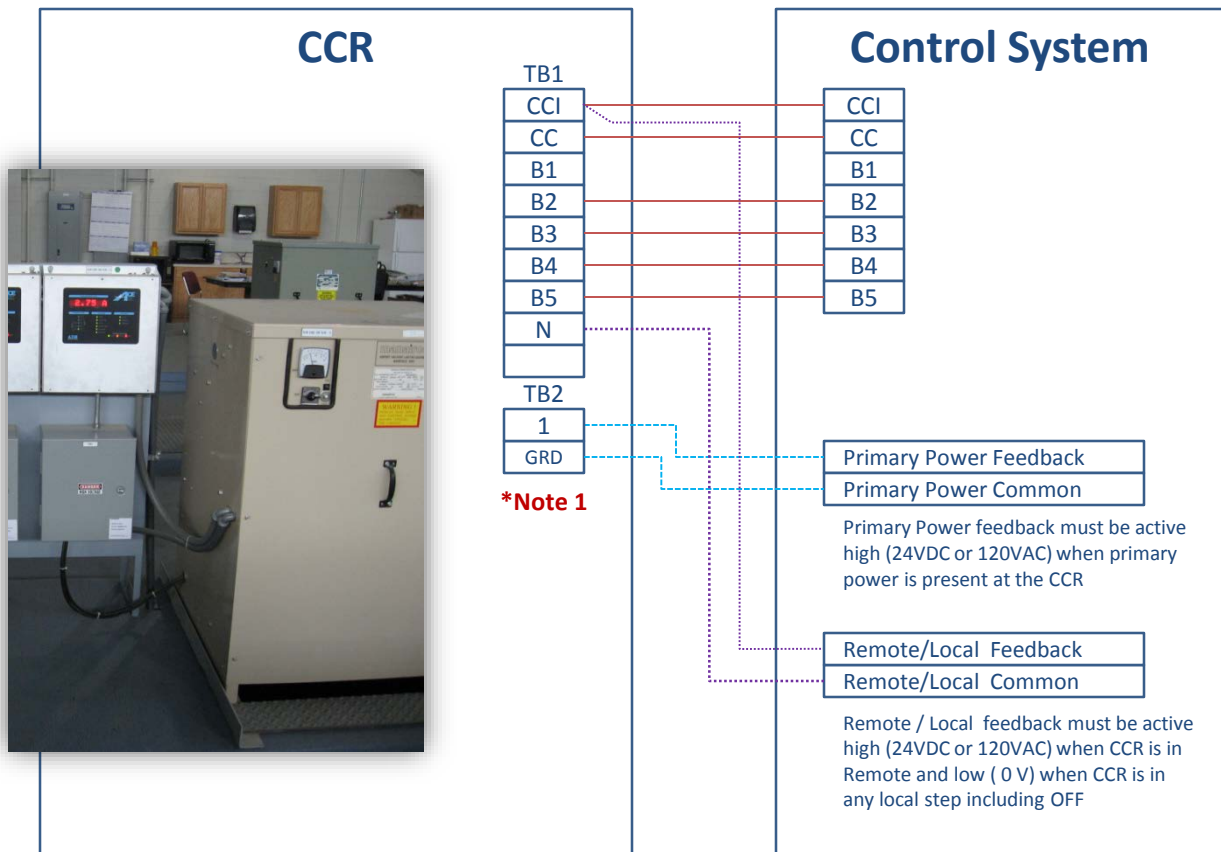 CCR
Control System
TB1
CCI
CC
B1
B2
B3
B4
B5
N
TB2
1
GRD
*Note 1
CCI
CC
B1
B2
B3
B4
B5
Primary Power Feedback
Primary Power Common
Primary Power feedback must be active
high (24VDC or 120VAC) when primary
power is present at the CCR
Remote/Local Feedback
Remote/Local Common
Remote / Local feedback must be active
high (24VDC or 120VAC) when CCR is in
Remote and low ( 0 V) when CCR is in
any local step including OFF
2.75 A
ACE
WARNING
DANGER